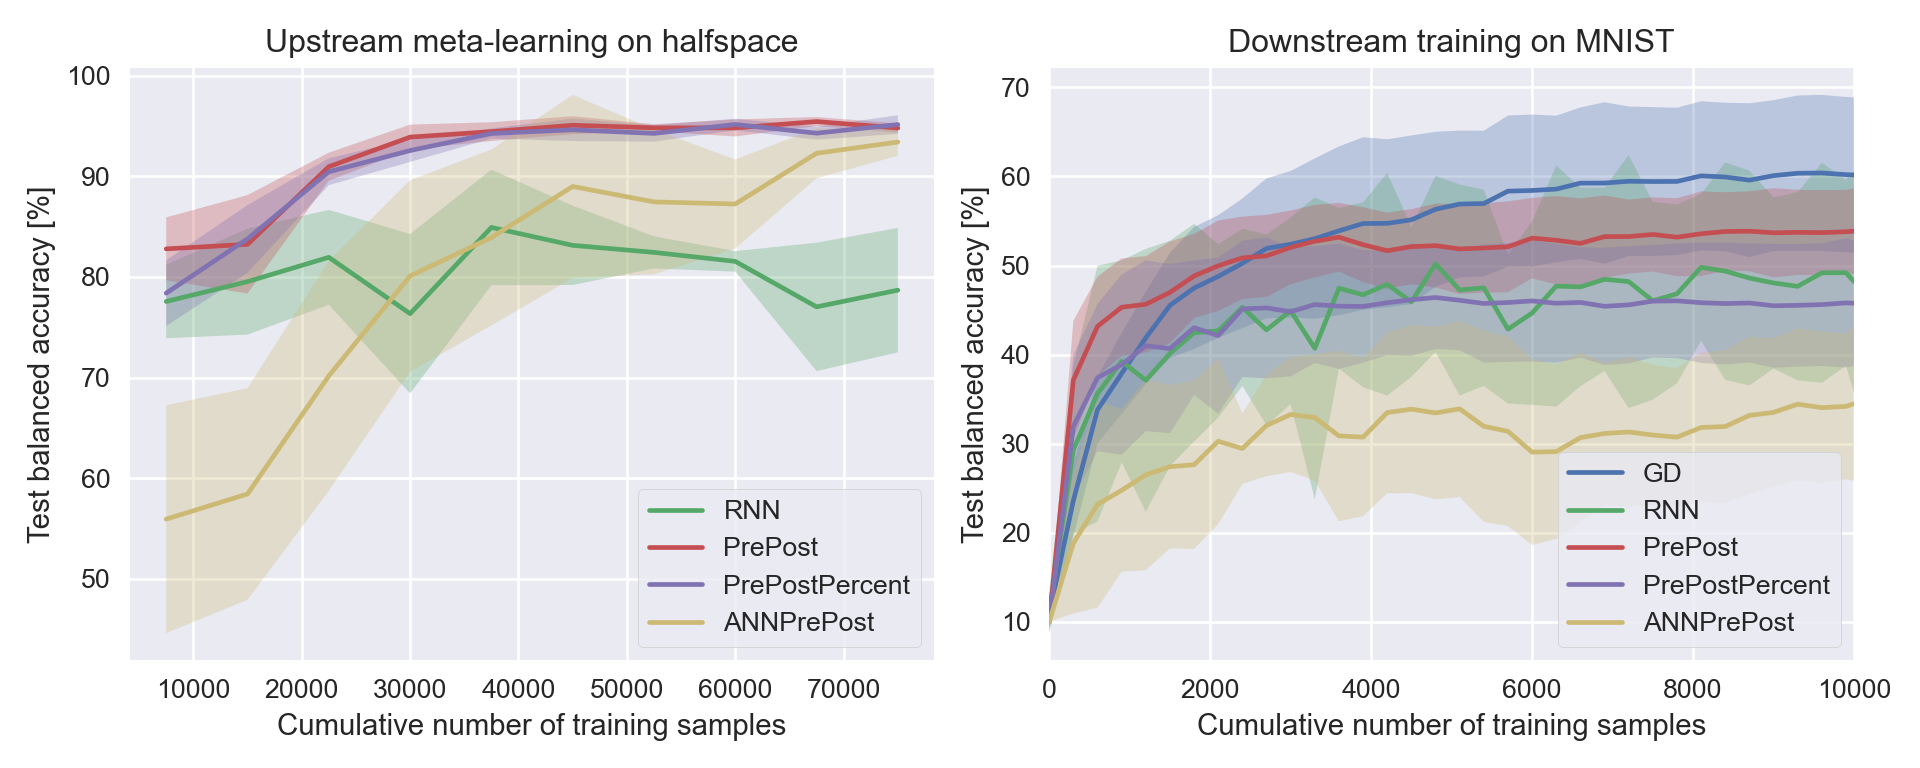 Upstream meta-learning on halfspace
Test balanced accuracy [%]
100
90
80
70
60
50
10000 20000 30000 40000 50000 60000 70000
Cumulative number of training samples
RNN
PrePost
PrePostPercent
ANNPrePost
Downstream training on MNIST
Test balanced accuracy [%]
70
60
50
40
30
20
10
0 2000 4000 6000 8000 10000
Cumulative number of training samples
GD
RNN
PrePost
PrePostPercent
ANNPrePost